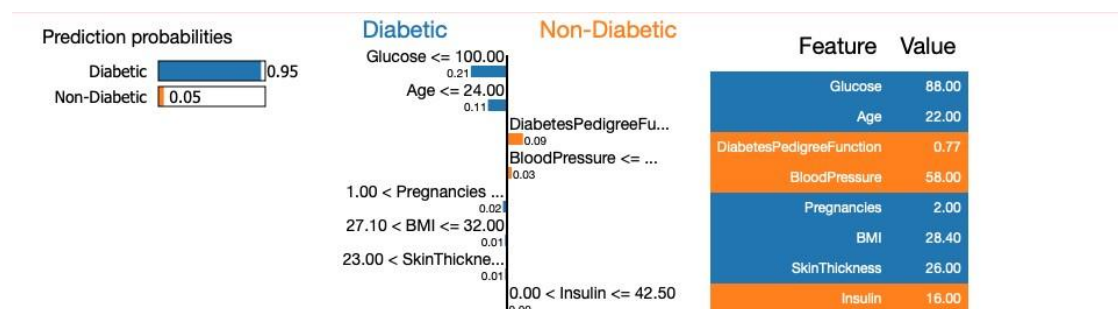 Prediction probabilities
Diabetic 0.95
Non-Diabetic 0.05
Diabetic Non-Diabetic
Glucose <= 100.00
0.21
Age <= 24.00
0.11
DiabetesPedigreeFu...
0.09
BloodPressure <= ...
0.03
1.00 < Pregnancies ...
0.02
27.10 < BMI <= 32.00
0.01
23.00 < SkinThickne...
0.01
0.00 < Insulin <= 42.50
Feature Value
Glucose 88.00
Age 22.00
DiabetesPedigreeFunction 0.77
BloodPressure 58.00
Pregnancies 2.00
BMI 28.40
SkinThickness 26.00
Insulin 16.00